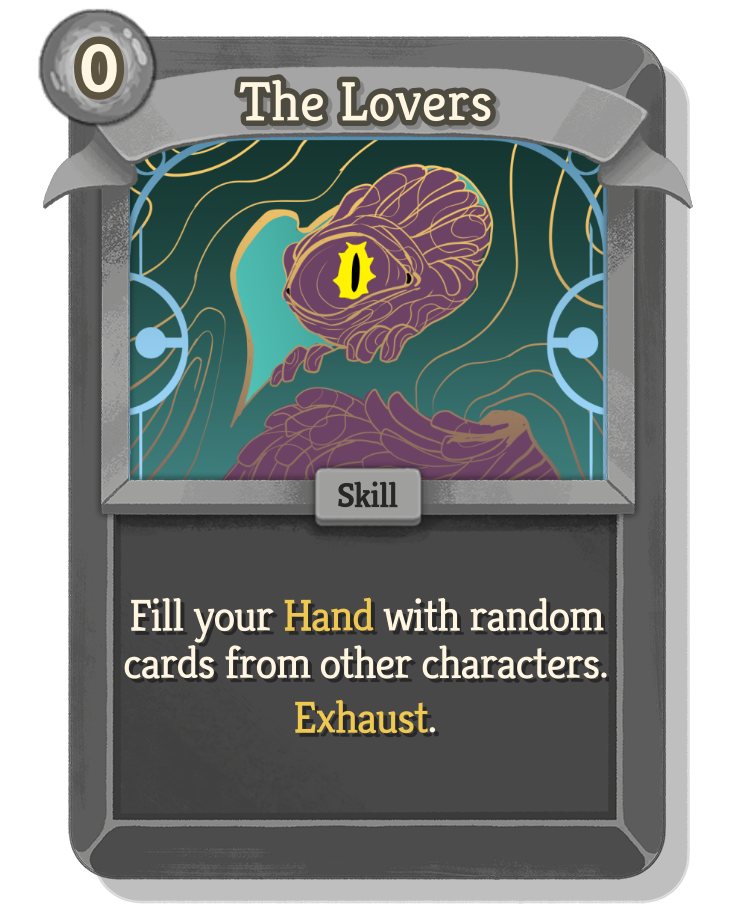 0
The Lovers
Skill
Fill your Hand with random
cards from other characters.
Exhaust.